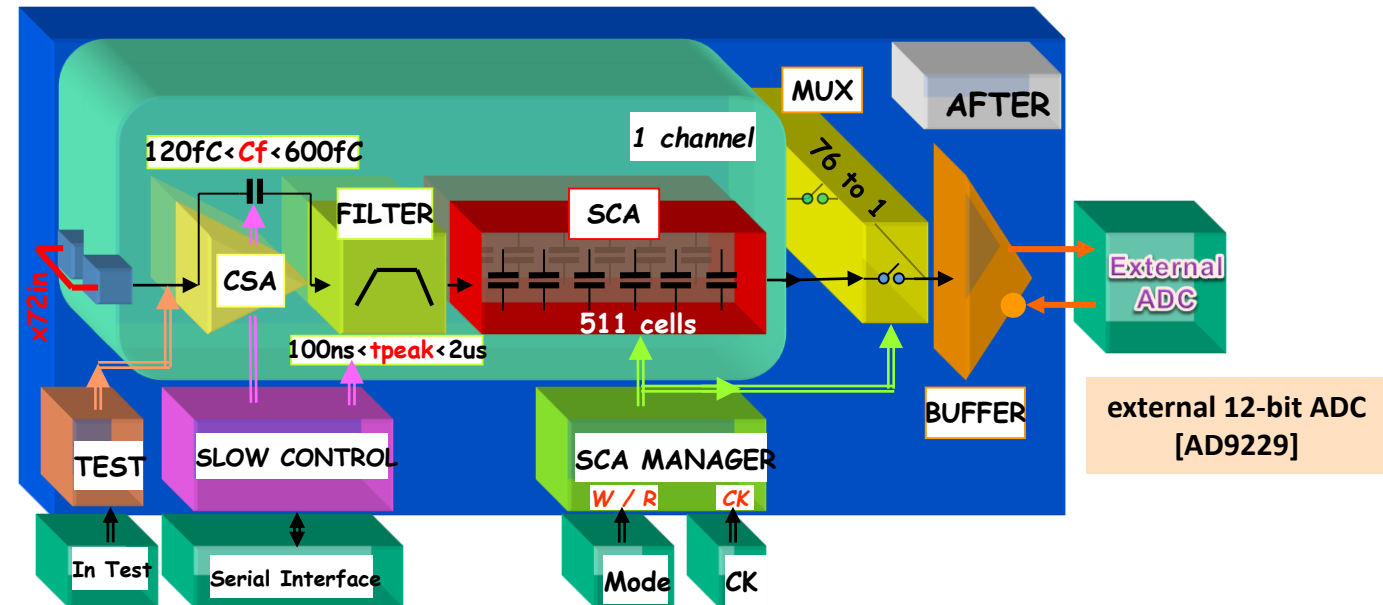 MUX
AFTER
1 channel
120fC<Cf<600fC
76 to 1
FILTER
SCA
CSA
External
ADC
x72in
511 cells
100ns<tpeak<2us
BUFFER
external 12-bit ADC
[AD9229]
TEST
SLOW CONTROL
SCA MANAGER
W / R
CK
In Test
Serial Interface
Mode
CK